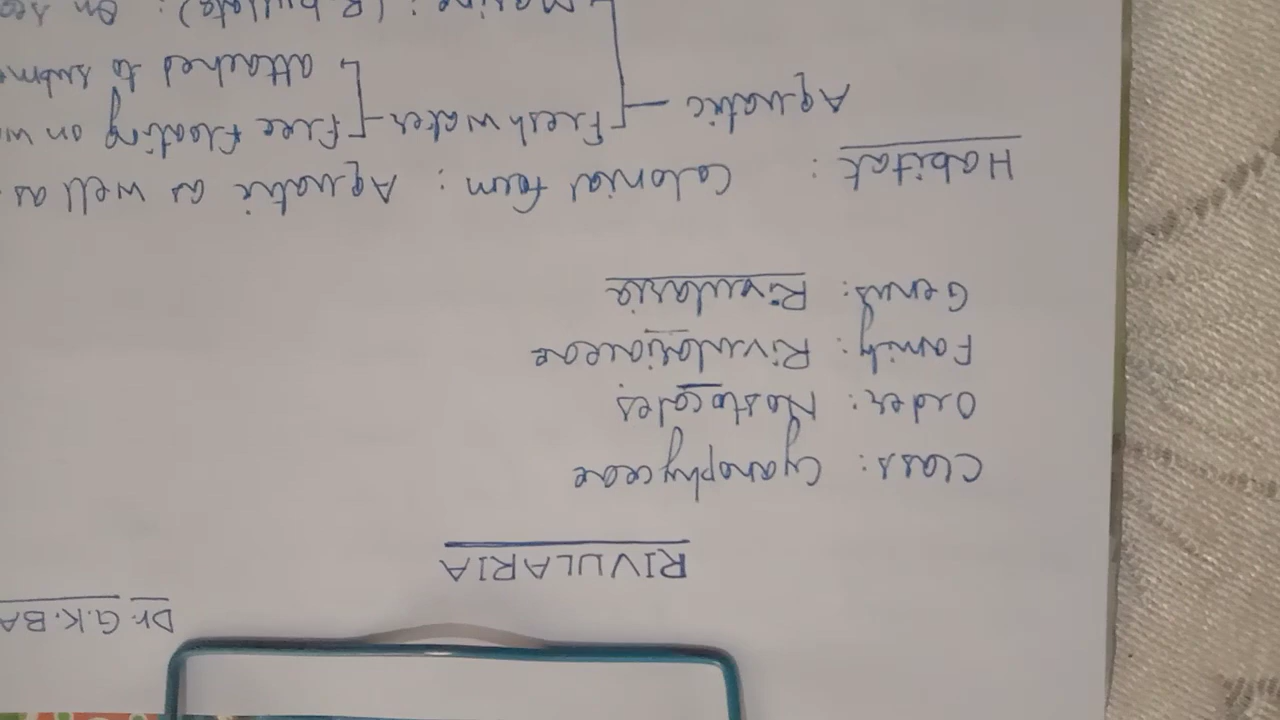 Dr. G.K. BA
RIVULARIA
Class: Cyanophyceae
Order: Nostocales
Family: Rivulariaceae
Genus: Rivularia
Habitat: Colonial form: Aquatic as well as
Aquatic — Fresh water - Free floating on w
↳ attached to subm
Marine: (R. bullata): on